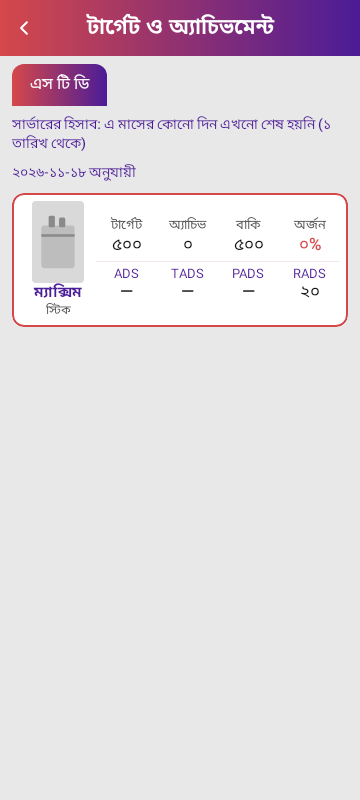 টার্গেট ও অ্যাচিভমেন্ট
এস টি ডি
সার্ভারের হিসাব: এ মাসের কোনো দিন এখনো শেষ হয়নি (১
তারিখ থেকে)
২০২৬-১১-১৮ অনুযায়ী
টার্গেট অ্যাচিভ বাকি অর্জন
৫০০ ০ ৫০০ ০%
ADS TADS PADS RADS
— — — ২০
ম্যাক্সিম
স্টিক